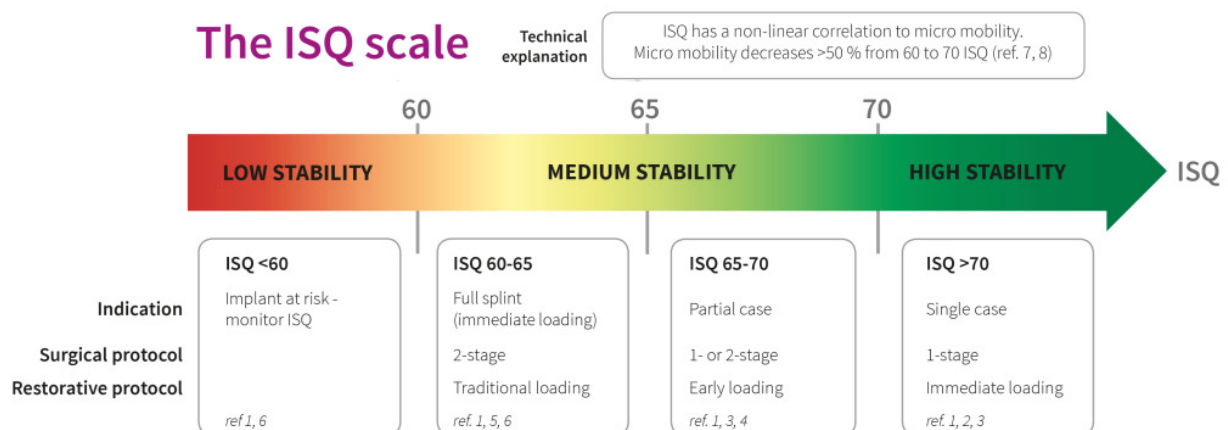 The ISQ scale
Technical
explanation
ISQ has a non-linear correlation to micro mobility.
Micro mobility decreases >50 % from 60 to 70 ISQ (ref. 7, 8)
60
65
70
LOW STABILITY
MEDIUM STABILITY
HIGH STABILITY
ISQ
ISQ <60
ISQ 60-65
ISQ 65-70
ISQ >70
Indication
Implant at risk -
monitor ISQ
Full splint
(immediate loading)
Partial case
Single case
Surgical protocol
2-stage
1- or 2-stage
1-stage
Restorative protocol
Traditional loading
Early loading
Immediate loading
ref 1, 6
ref. 1, 5, 6
ref. 1, 3, 4
ref. 1, 2, 3